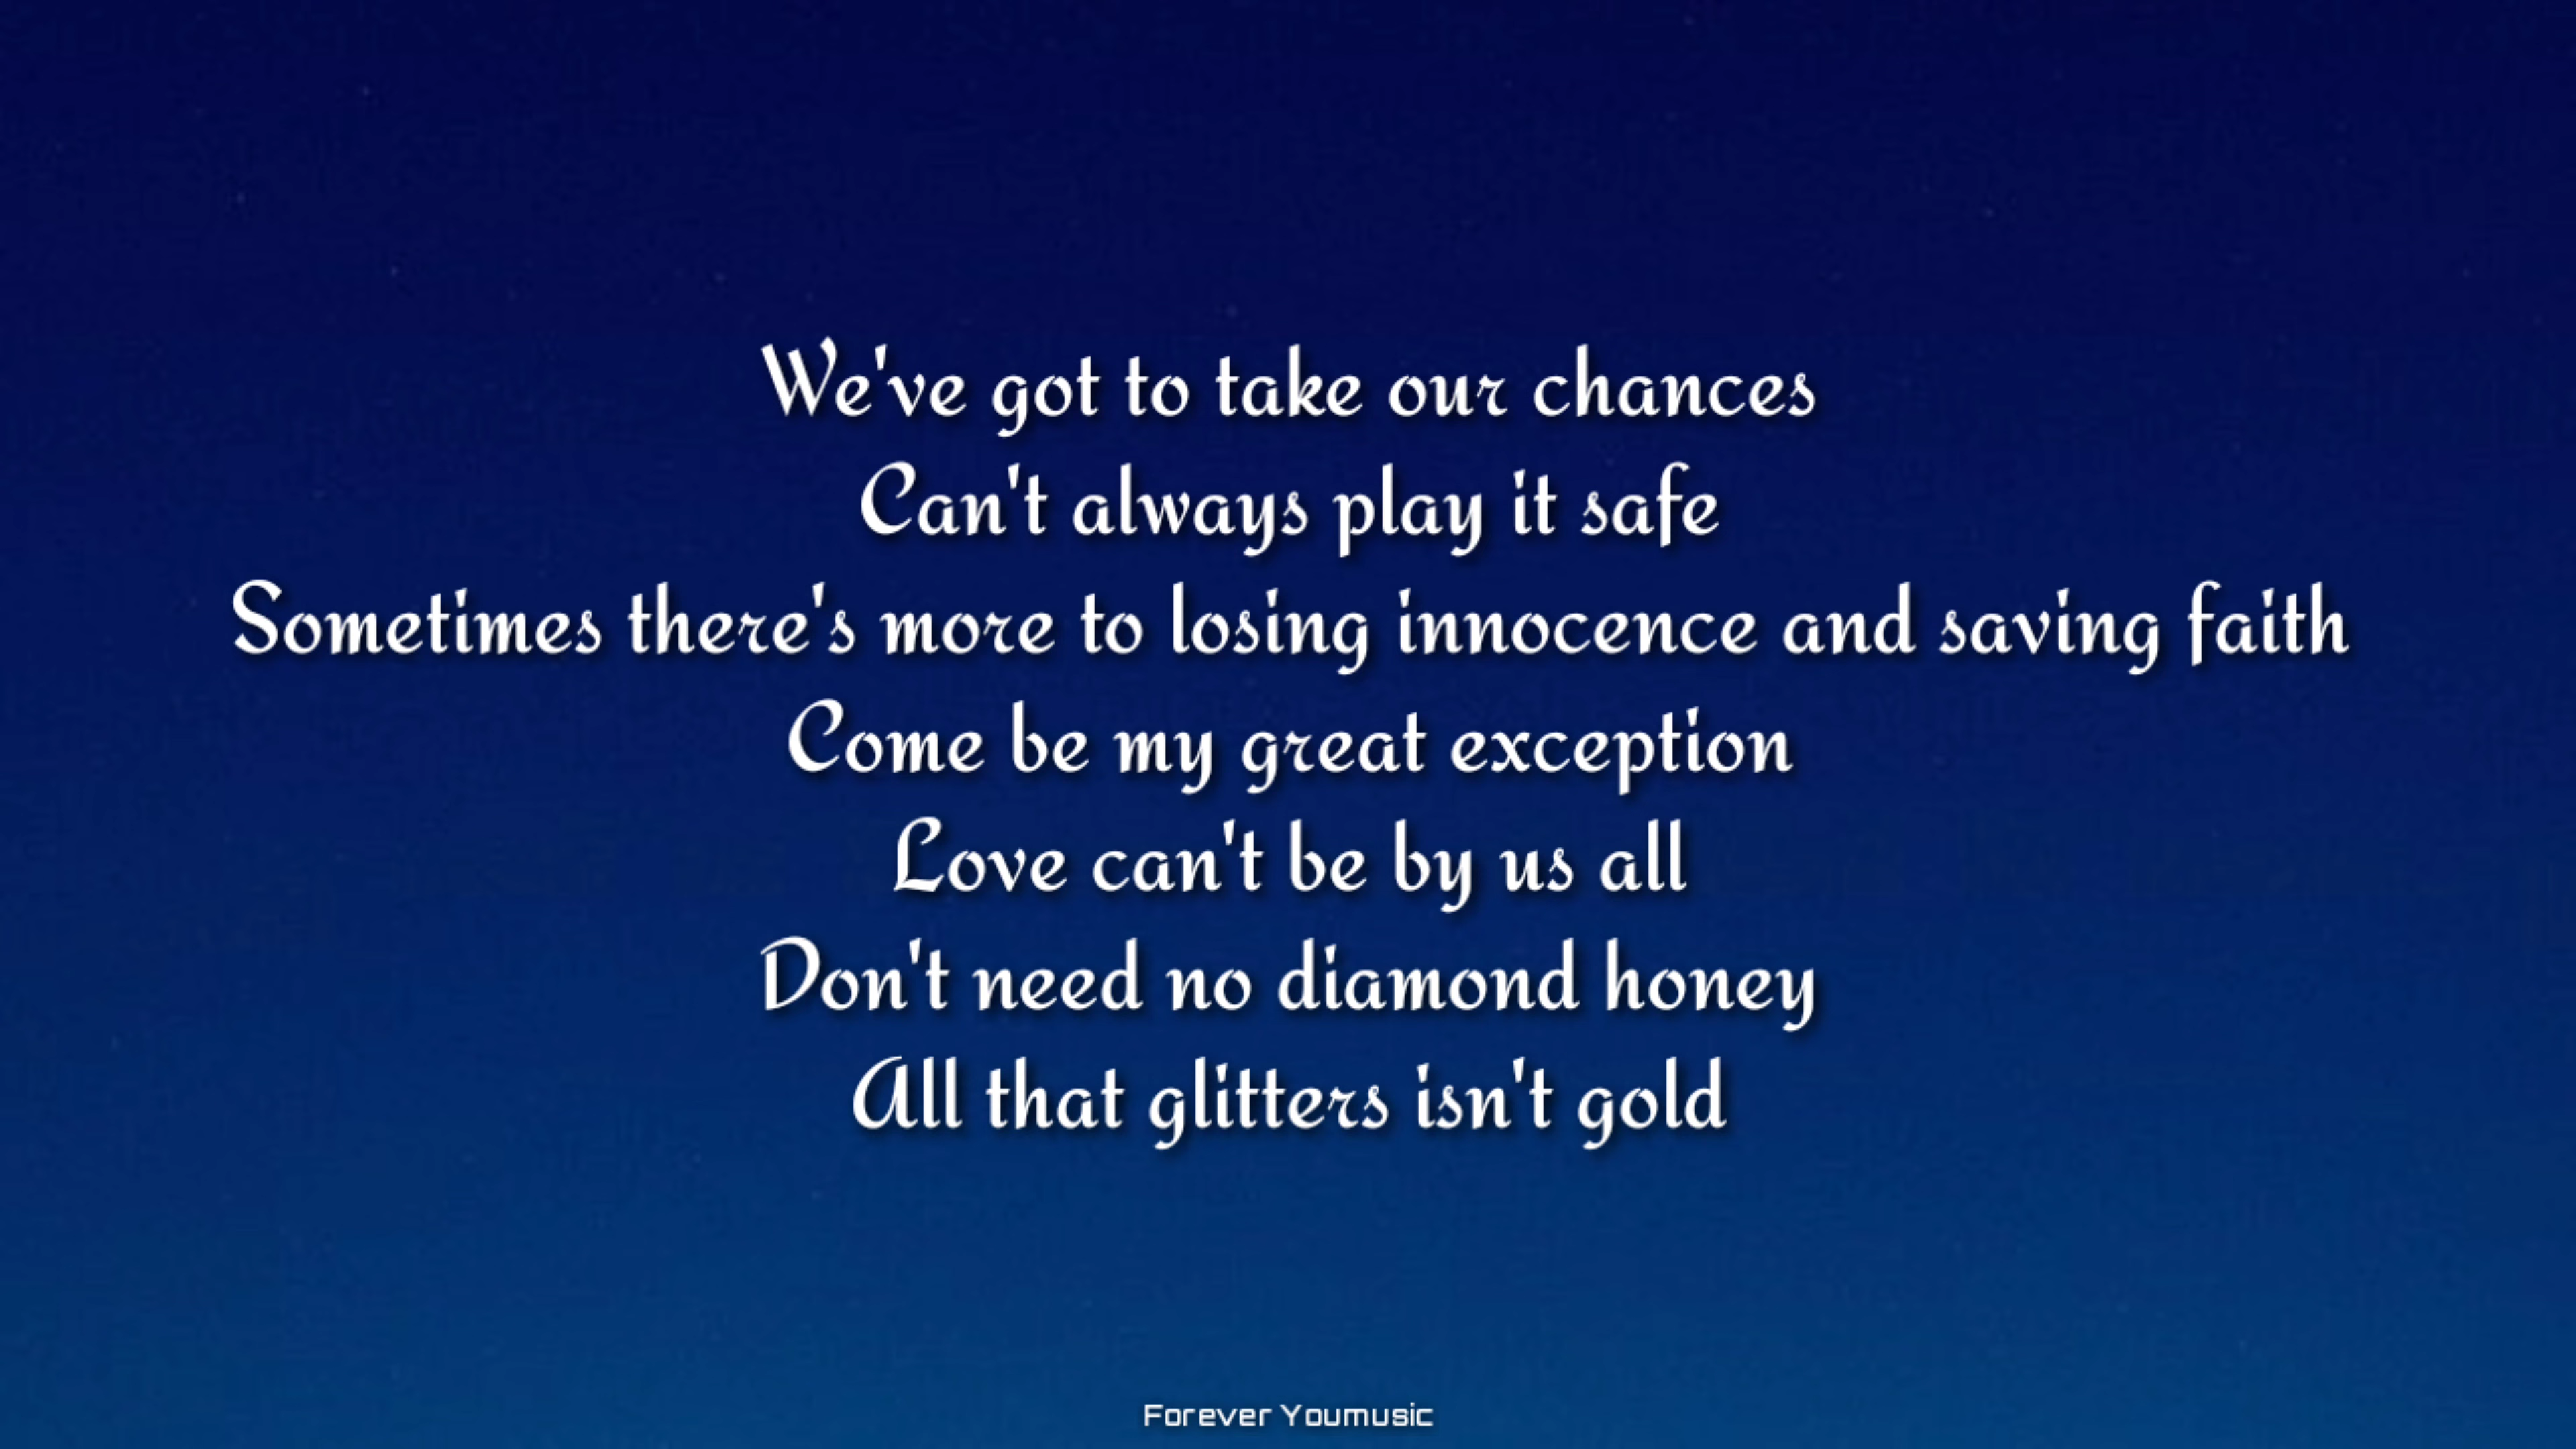 We've got to take our chances
Can't always play it safe
Sometimes there's more to losing innocence and saving faith
Come be my great exception
Love can't be by us all
Don't need no diamond honey
All that glitters isn't gold
Forever Youmusic